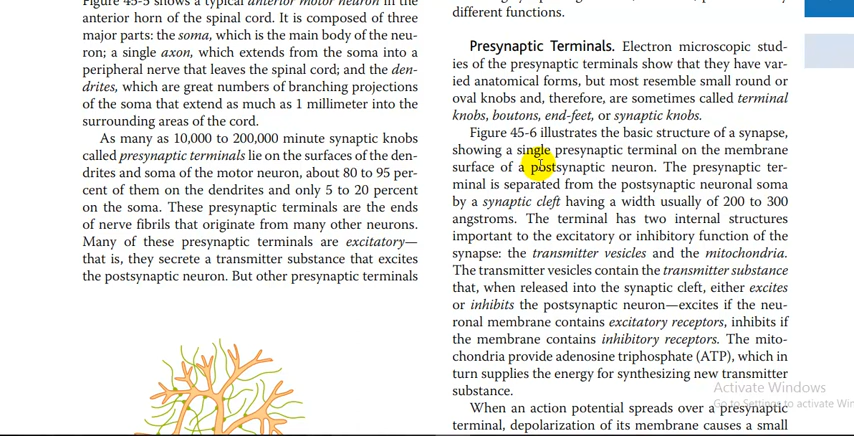 Figure 45-5 shows a typical anterior motor neuron in the
anterior horn of the spinal cord. It is composed of three
major parts: the soma, which is the main body of the neu-
ron; a single axon, which extends from the soma into a
peripheral nerve that leaves the spinal cord; and the den-
drites, which are great numbers of branching projections
of the soma that extend as much as 1 millimeter into the
surrounding areas of the cord.
As many as 10,000 to 200,000 minute synaptic knobs
called presynaptic terminals lie on the surfaces of the den-
drites and soma of the motor neuron, about 80 to 95 per-
cent of them on the dendrites and only 5 to 20 percent
on the soma. These presynaptic terminals are the ends
of nerve fibrils that originate from many other neurons.
Many of these presynaptic terminals are excitatory—
that is, they secrete a transmitter substance that excites
the postsynaptic neuron. But other presynaptic terminals
different functions.
Presynaptic Terminals. Electron microscopic stud-
ies of the presynaptic terminals show that they have var-
ied anatomical forms, but most resemble small round or
oval knobs and, therefore, are sometimes called terminal
knobs, boutons, end-feet, or synaptic knobs.
Figure 45-6 illustrates the basic structure of a synapse,
showing a single presynaptic terminal on the membrane
surface of a postsynaptic neuron. The presynaptic ter-
minal is separated from the postsynaptic neuronal soma
by a synaptic cleft having a width usually of 200 to 300
angstroms. The terminal has two internal structures
important to the excitatory or inhibitory function of the
synapse: the transmitter vesicles and the mitochondria.
The transmitter vesicles contain the transmitter substance
that, when released into the synaptic cleft, either excites
or inhibits the postsynaptic neuron—excites if the neu-
ronal membrane contains excitatory receptors, inhibits if
the membrane contains inhibitory receptors. The mito-
chondria provide adenosine triphosphate (ATP), which in
turn supplies the energy for synthesizing new transmitter
substance.
When an action potential spreads over a presynaptic
terminal, depolarization of its membrane causes a small
Activate Windows
Go to Settings to activate Win